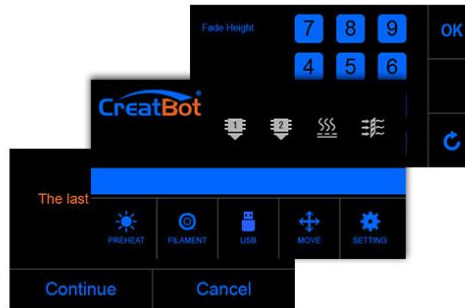 Fade Height
7 8 9
OK
4 5 6
CreatBot®
1 2
The last
PREHEAT FILAMENT USB MOVE SETTING
Continue Cancel